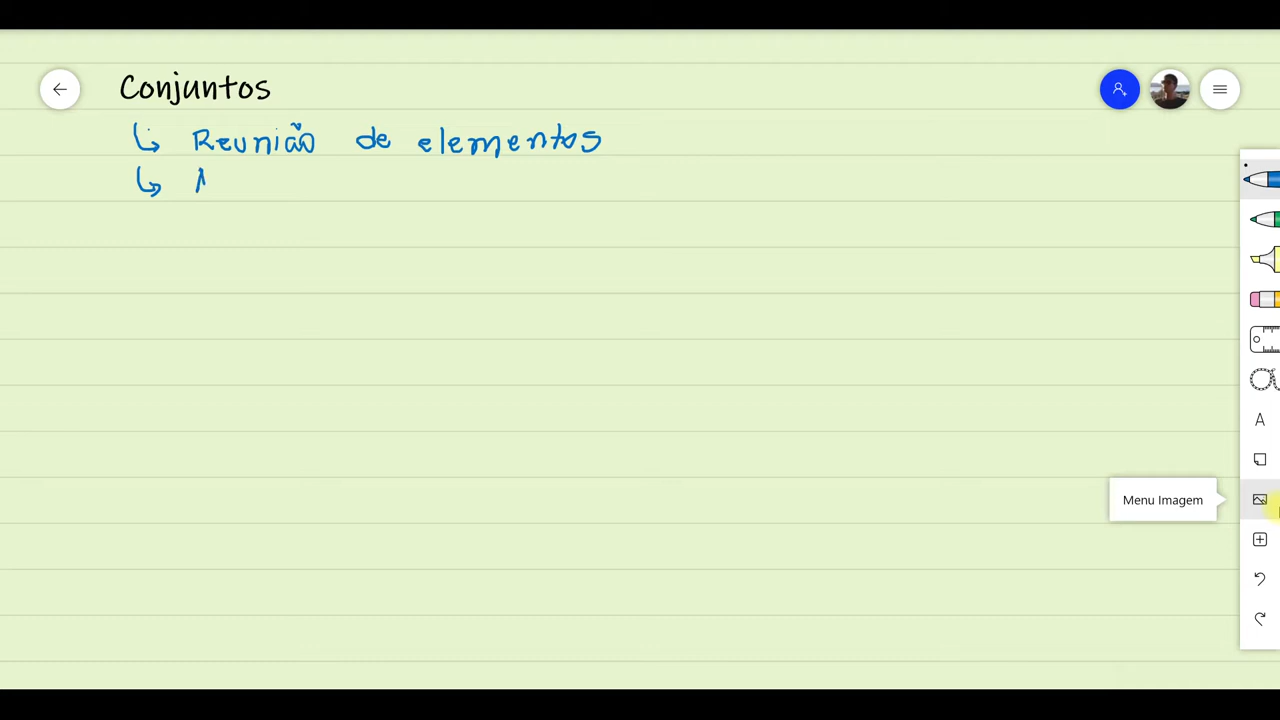 Conjuntos
↳ Reunião de elementos
↳
Menu Imagem
A